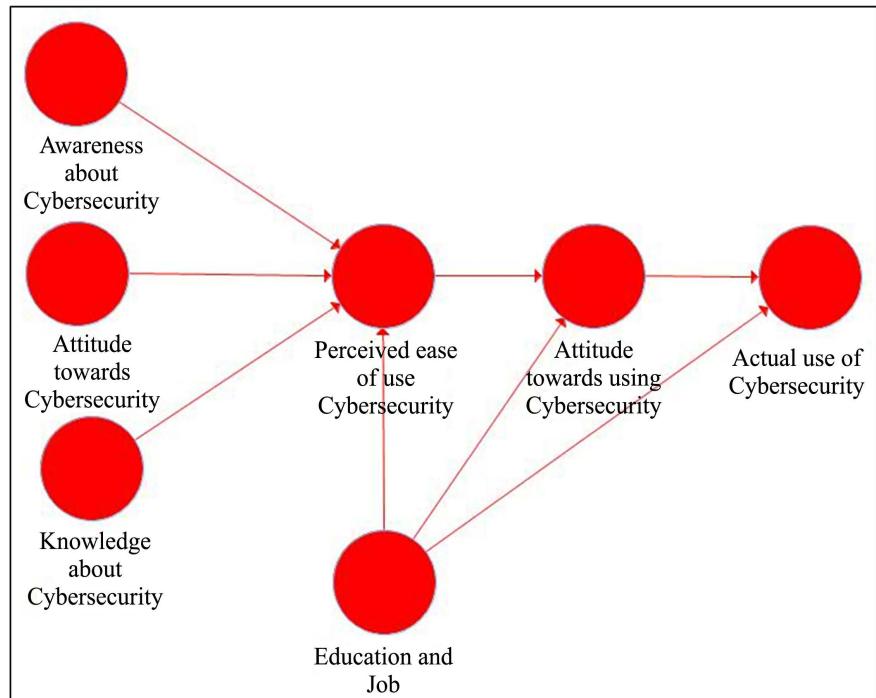 Awareness
about
Cybersecurity
Attitude
towards
Cybersecurity
Knowledge
about
Cybersecurity
Perceived ease
of use
Cybersecurity
Attitude
towards using
Cybersecurity
Actual use of
Cybersecurity
Education and
Job